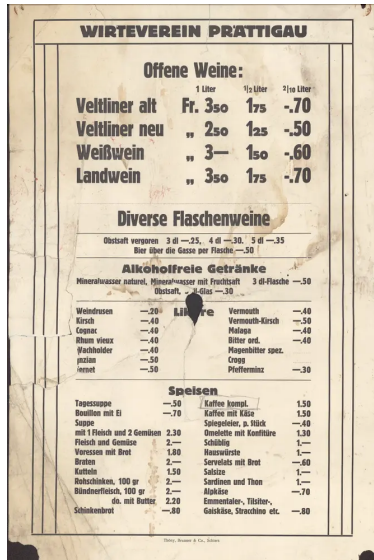 WIRTEVEREIN PRÄTTIGAU
Offene Weine:
1 Liter 1/2 Liter 2/10 Liter
Veltliner alt Fr. 3 50 1 75 -.70
Veltliner neu „ 2 50 1 25 -.50
Weißwein „ 3— 1 50 -.60
Landwein „ 3 50 1 75 -.70
Diverse Flaschenweine
Obstsaft vergoren 3 dl —.25, 4 dl —.30, 5 dl —.35
Bier über die Gasse per Flasche —.50
Alkoholfreie Getränke
Mineralwasser naturel, Mineralwasser mit Fruchtsaft 3 dl-Flasche —.50
Obstsaft, -Glas —.30
Weindrusen —.20
Kirsch —.40
Cognac —.40
Rhum vieux —.40
Wachholder —.40
nzian —.50
ernet —.50
Vermouth —.40
Vermouth-Kirsch —.50
Malaga —.40
Bitter ord. —.40
Magenbitter spez.
Crogg
Pfefferminz —.30
Speisen
Tagessuppe —.50
Bouillon mit Ei —.70
Suppe
mit 1 Fleisch und 2 Gemüsen 2.30
Fleisch und Gemüse 2.—
Voressen mit Brot 1.80
Braten 2.—
Kutteln 1.50
Rohschinken, 100 gr 2.—
Bündnerfleisch, 100 gr 2.—
do. mit Butter 2.20
Schinkenbrot —.80
Kaffee kompl. 1.50
Kaffee mit Käse 1.50
Spiegeleier, p. Stück —.40
Omelette mit Konfitüre 1.30
Schüblig 1.—
Hauswürste 1.—
Servelats mit Brot —.60
Salsize 1.—
Sardinen und Thon 1.—
Alpkäse —.70
Emmentaler-, Tilsiter-,
Gaiskäse, Stracchino etc. —.80